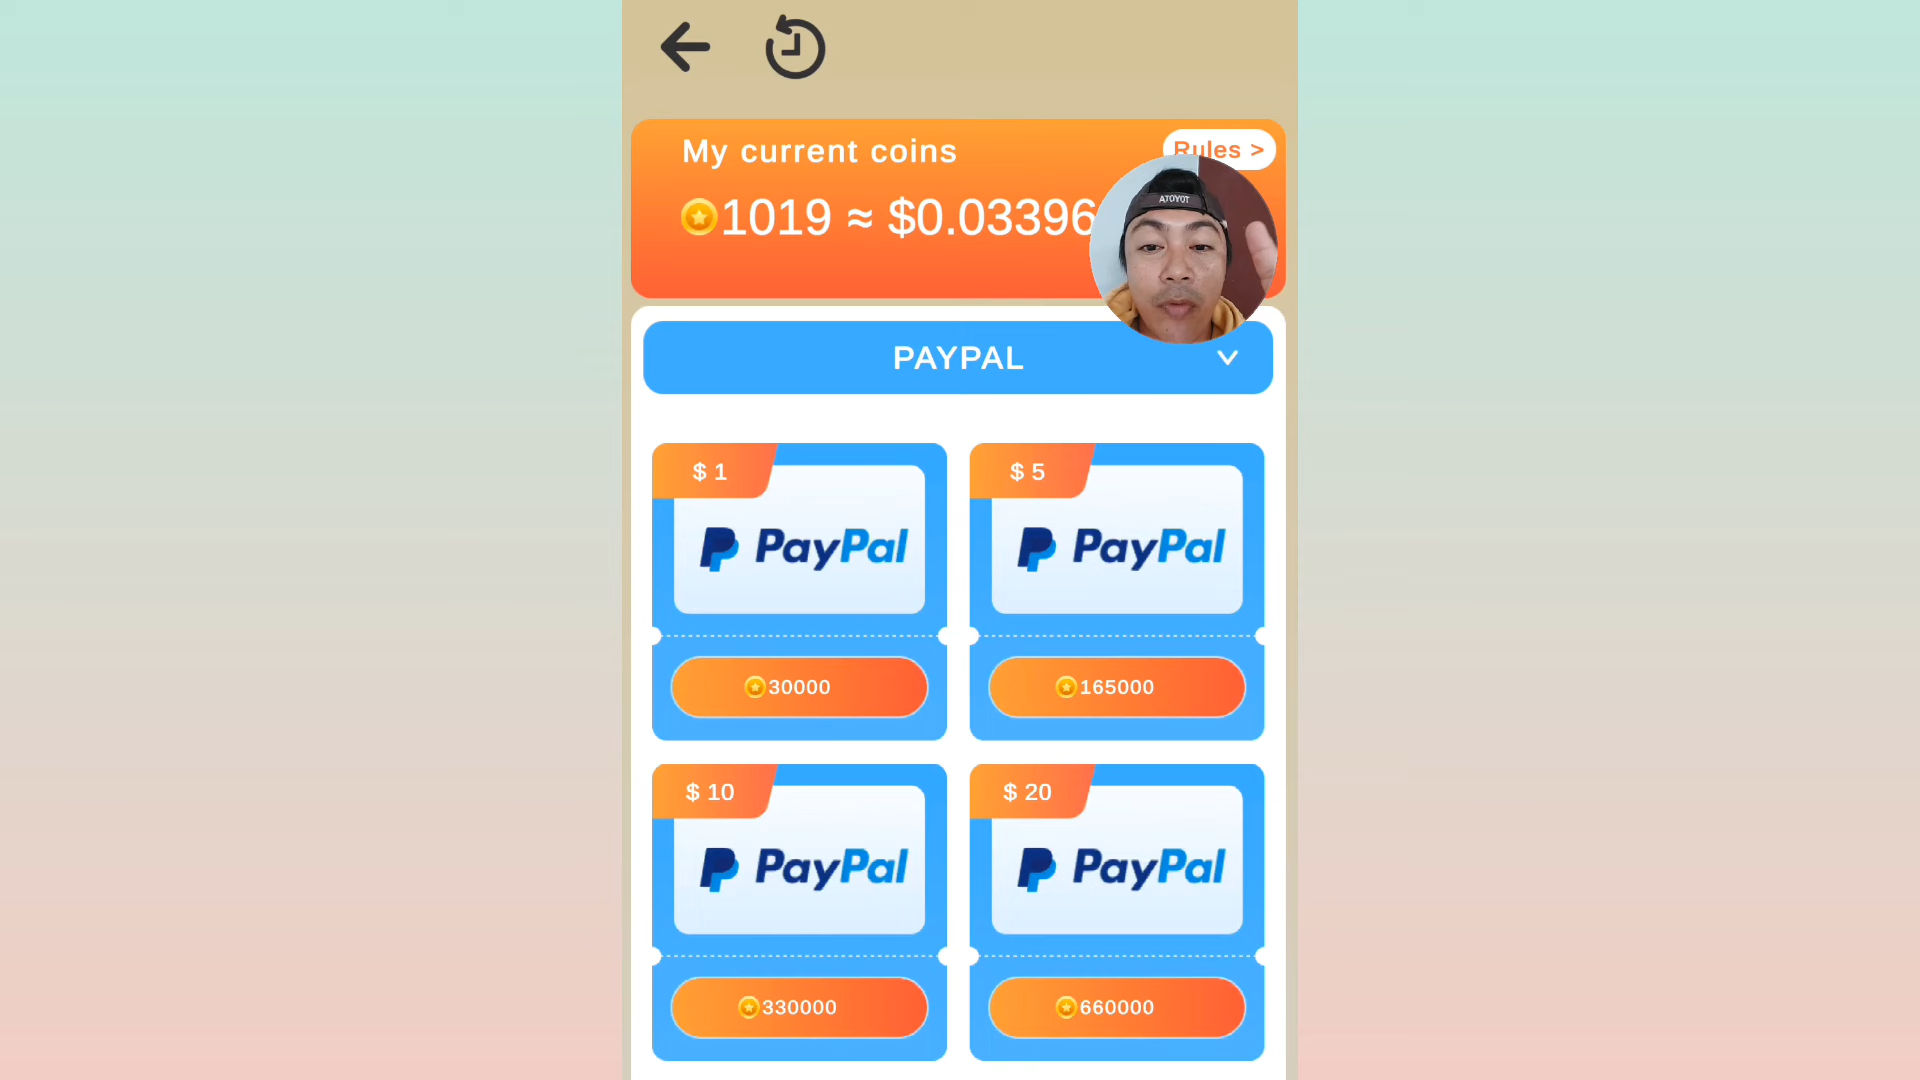 My current coins
Rules >
1019 ≈ $0.03396
ATOYOT
PAYPAL
$ 1
$ 5
PayPal
PayPal
30000
165000
$ 10
$ 20
PayPal
PayPal
330000
660000